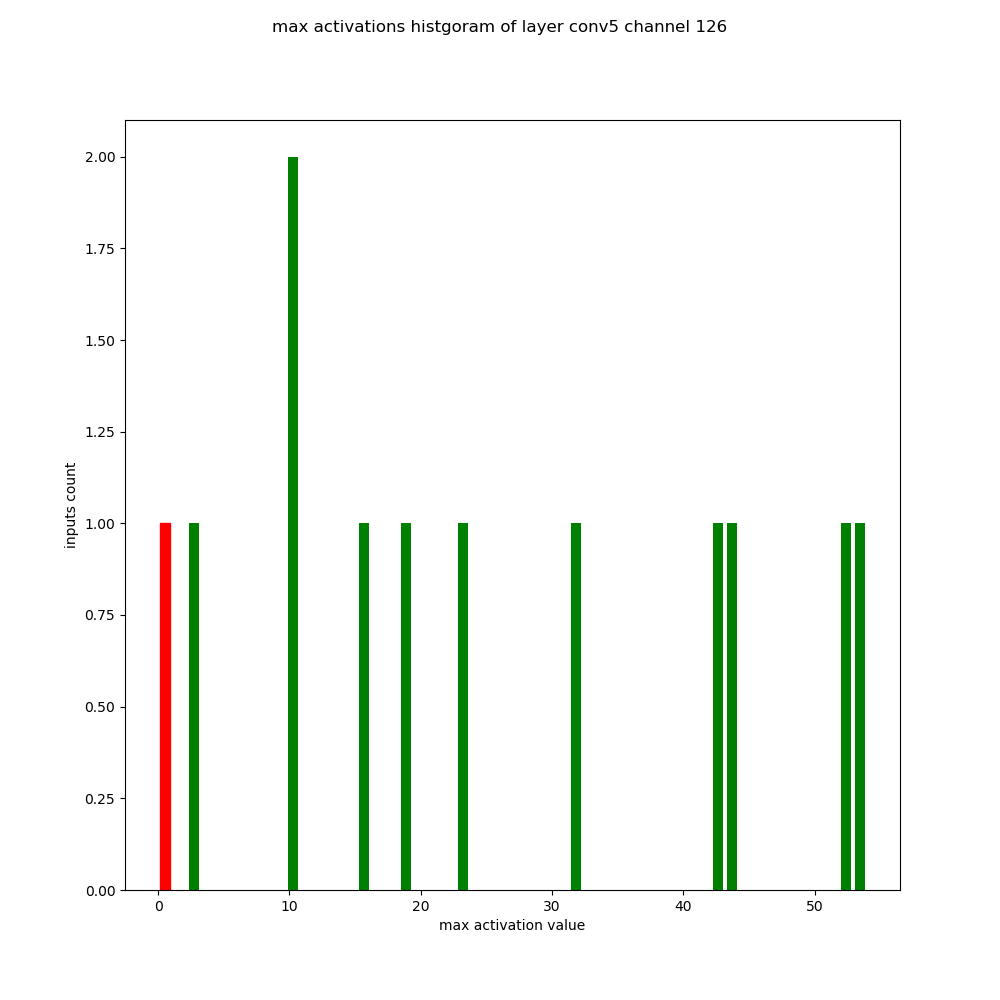 max activations histgoram of layer conv5 channel 126
2.00
1.75
1.50
1.25
1.00
0.75
0.50
0.25
0.00
inputs count
0 10 20 30 40 50
max activation value